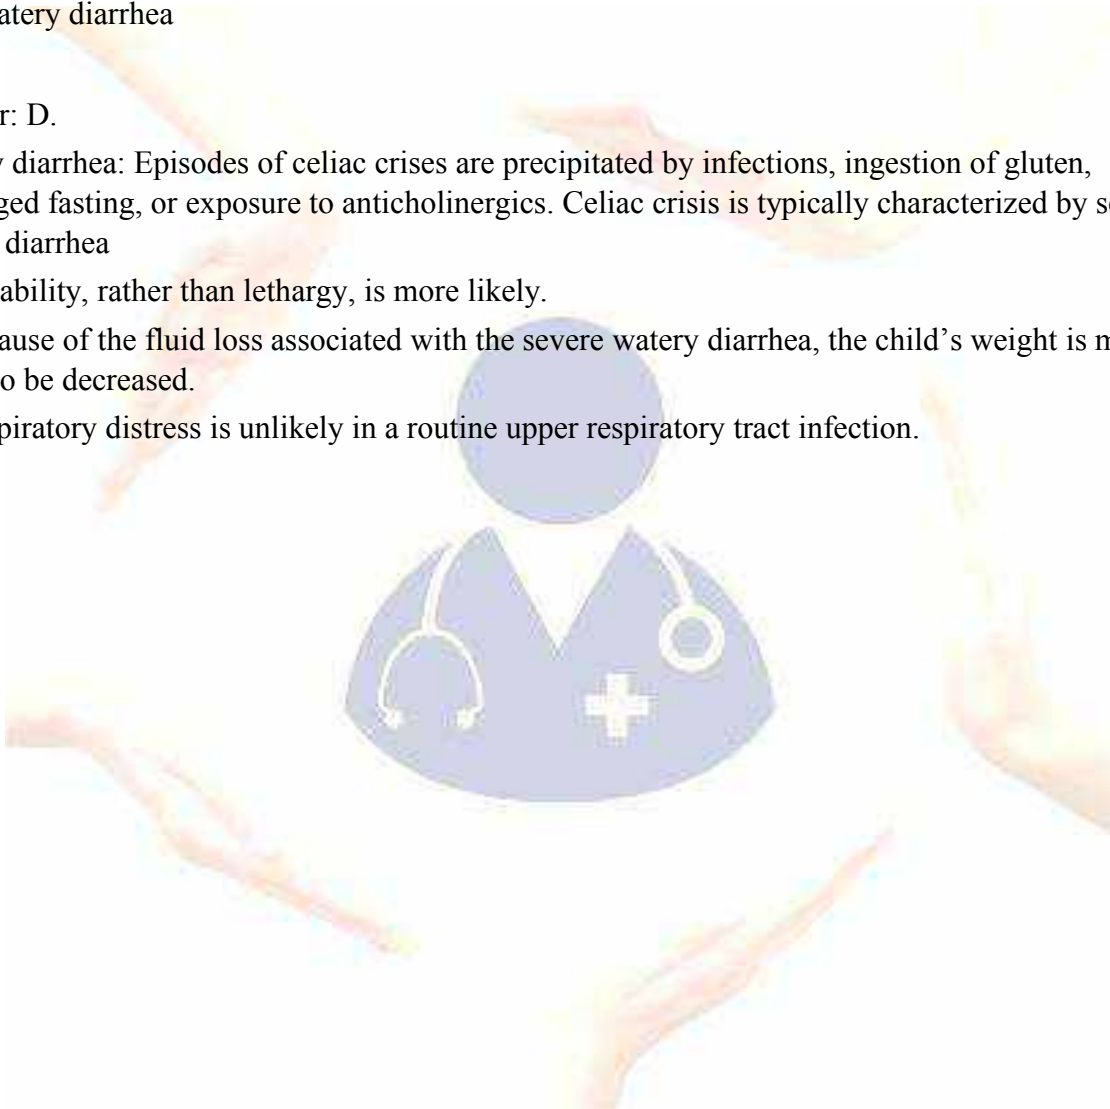 atery diarrhea
r: D.
y diarrhea: Episodes of celiac crises are precipitated by infections, ingestion of gluten,
ged fasting, or exposure to anticholinergics. Celiac crisis is typically characterized by se
diarrhea
ability, rather than lethargy, is more likely.
ause of the fluid loss associated with the severe watery diarrhea, the child’s weight is m
o be decreased.
piratory distress is unlikely in a routine upper respiratory tract infection.